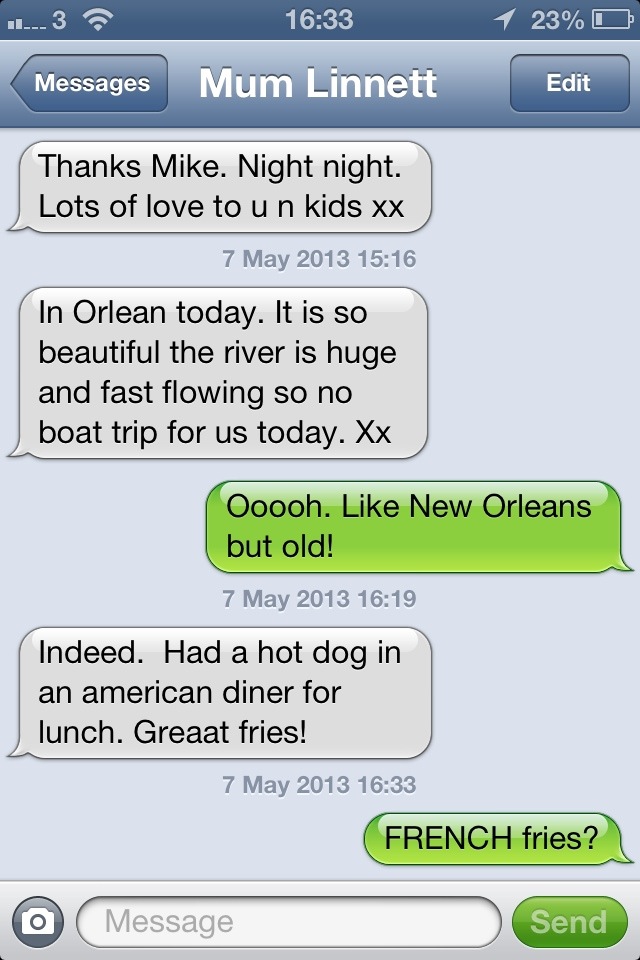 3 16:33 23%
Messages Mum Linnett Edit
Thanks Mike. Night night.
Lots of love to u n kids xx
7 May 2013 15:16
In Orlean today. It is so
beautiful the river is huge
and fast flowing so no
boat trip for us today. Xx
Ooooh. Like New Orleans
but old!
7 May 2013 16:19
Indeed.  Had a hot dog in
an american diner for
lunch. Greaat fries!
7 May 2013 16:33
FRENCH fries?
Message Send